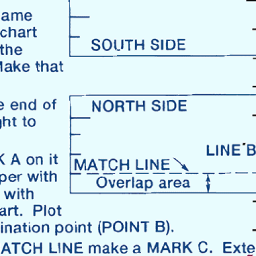 ame
chart
the
Make that
SOUTH SIDE
e end of
ght to
NORTH SIDE
LINE B
K A on it
per with
with
art. Plot
MATCH LINE
Overlap area
ination point (POINT B).
MATCH LINE make a MARK C. Exte